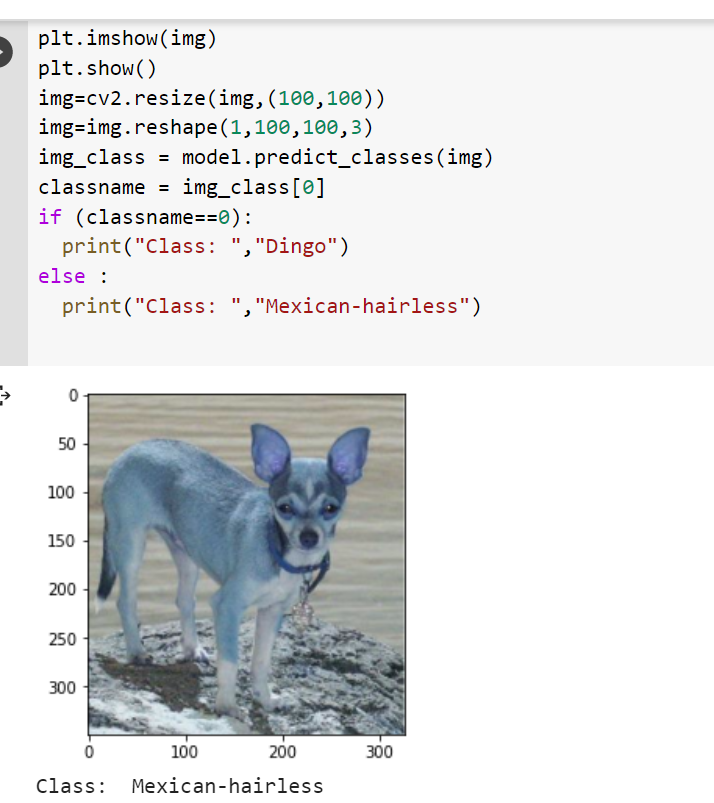 plt.imshow(img)
plt.show()
img=cv2.resize(img,(100,100))
img=img.reshape(1,100,100,3)
img_class = model.predict_classes(img)
classname = img_class[0]
if (classname==0):
  print("Class: ","Dingo")
else :
  print("Class: ","Mexican-hairless")
0
50
100
150
200
250
300
0 100 200 300
Class:  Mexican-hairless